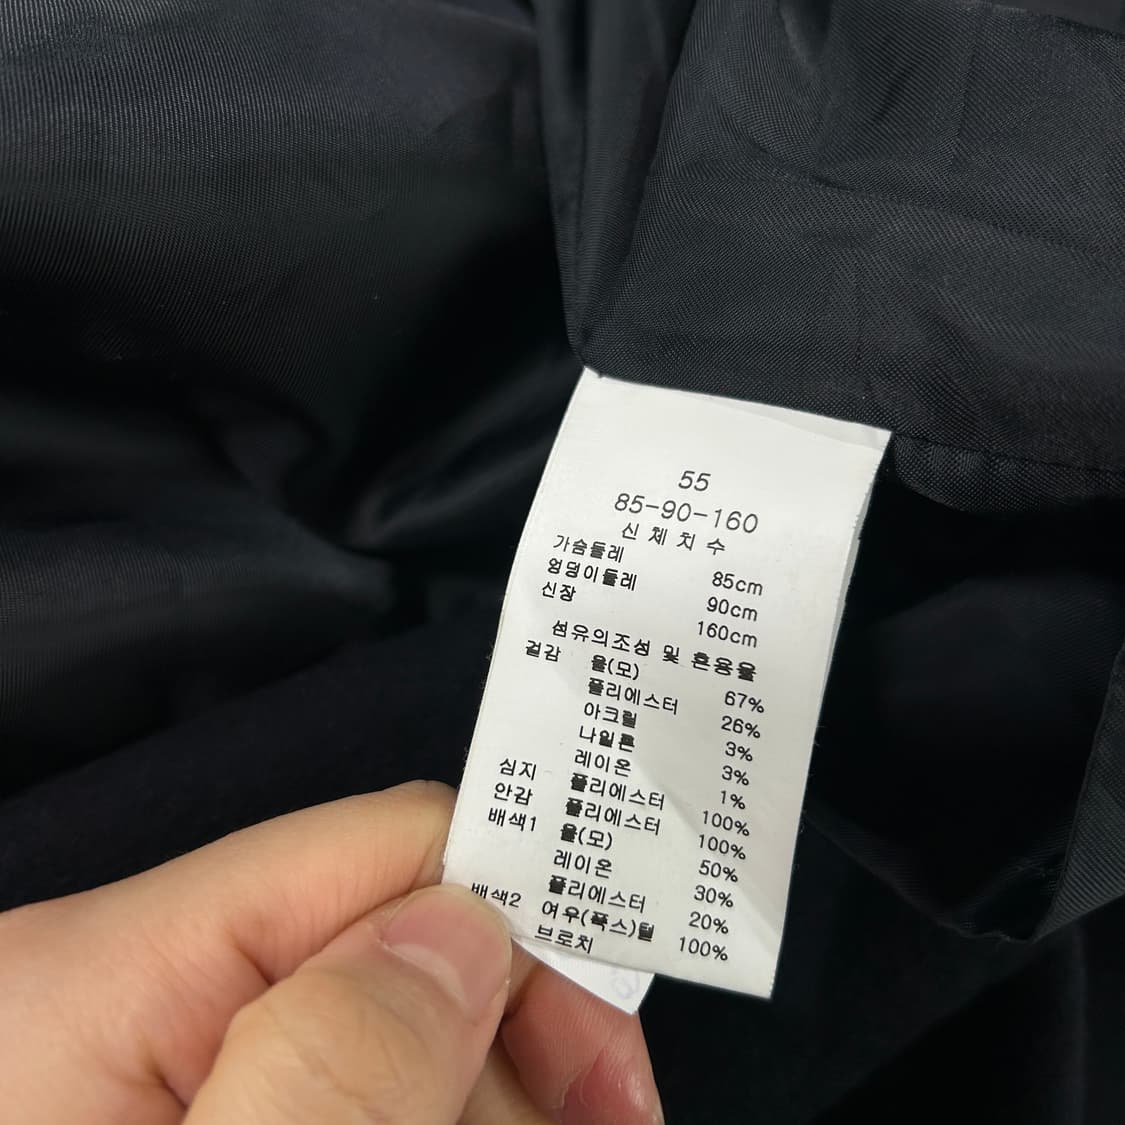 55
85-90-160
신체치수
가슴둘레 85cm
엉덩이둘레 90cm
신장 160cm
섬유의조성 및 혼용율
겉감 울(모) 67%
폴리에스터 26%
아크릴 3%
나일론 3%
레이온 1%
심지 폴리에스터 100%
안감 폴리에스터 100%
배색1 울(모) 50%
레이온 30%
폴리에스터 20%
배색2 여우(폭스)털 100%
브로치